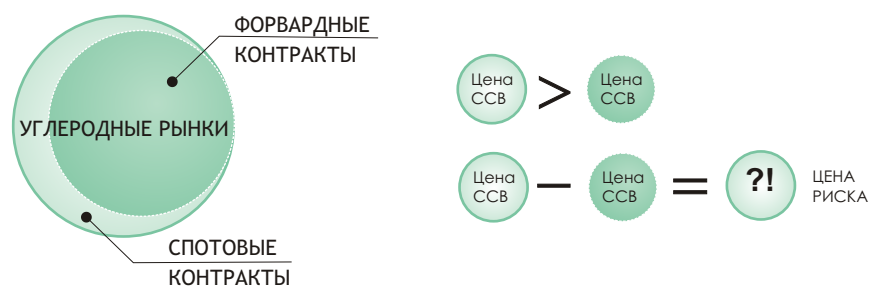 ФОРВАРДНЫЕ
КОНТРАКТЫ
УГЛЕРОДНЫЕ РЫНКИ
СПОТОВЫЕ
КОНТРАКТЫ
Цена
ССВ
>
Цена
ССВ
Цена
ССВ
–
Цена
ССВ
=
?!
ЦЕНА
РИСКА